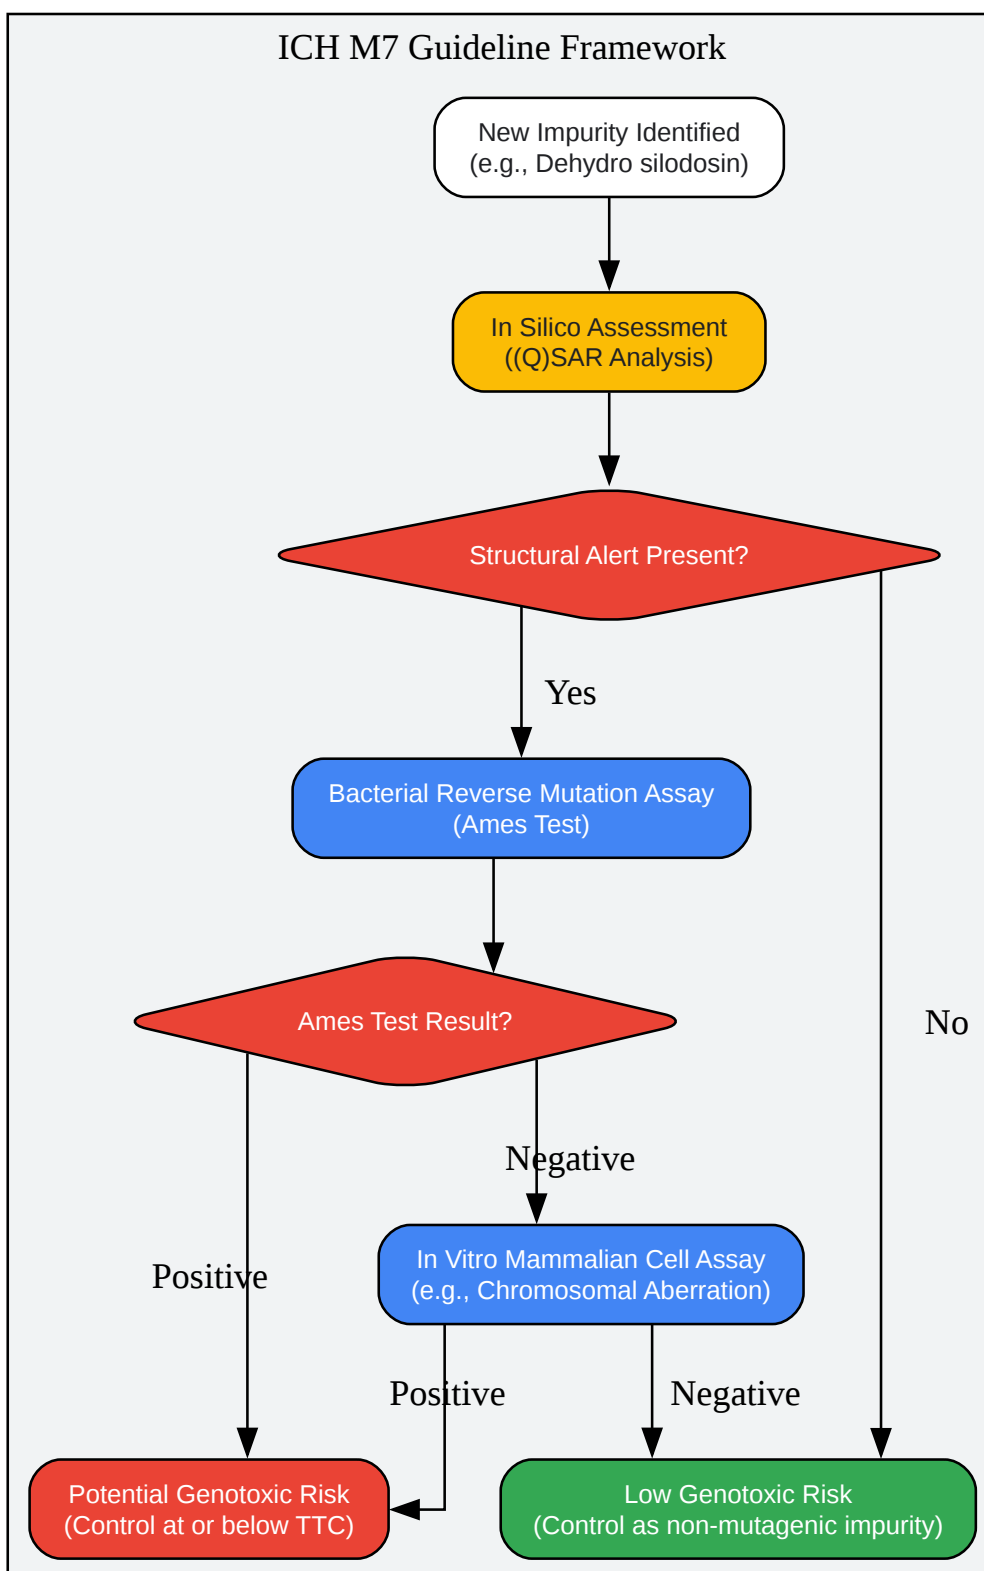 ICH M7 Guideline Framework
New Impurity Identified
(e.g., Dehydro silodosin)
In Silico Assessment
((Q)SAR Analysis)
Structural Alert Present?
Yes
Bacterial Reverse Mutation Assay
(Ames Test)
Ames Test Result?
No
Negative
In Vitro Mammalian Cell Assay
(e.g., Chromosomal Aberration)
Positive
Positive
Negative
Potential Genotoxic Risk
(Control at or below TTC)
Low Genotoxic Risk
(Control as non-mutagenic impurity)